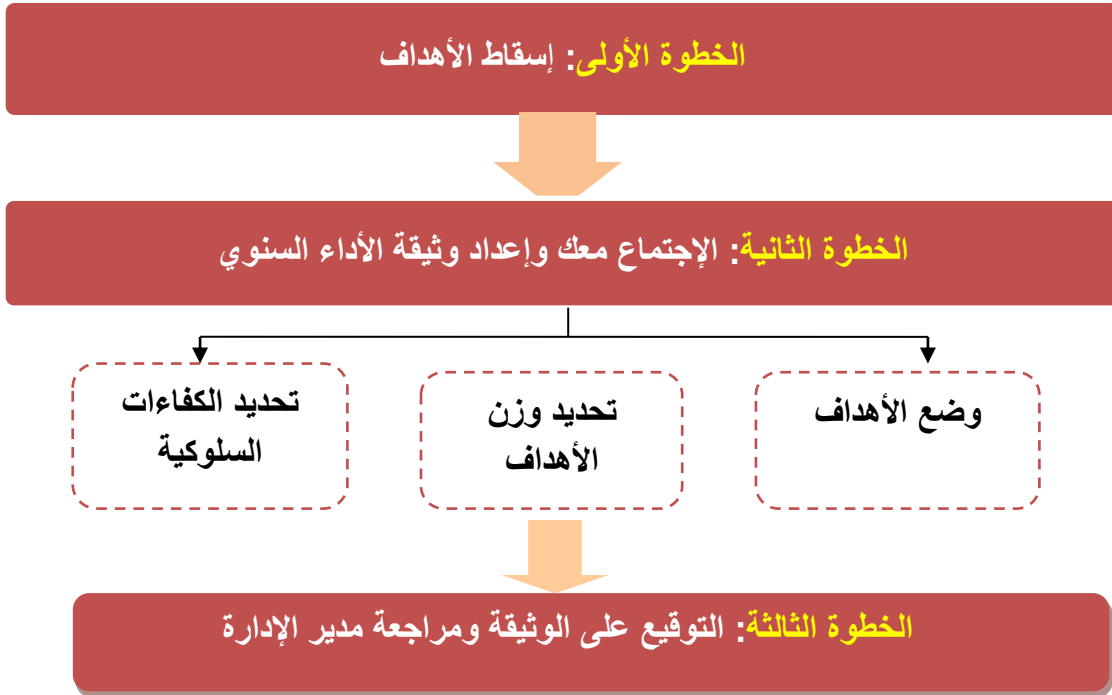 الخطوة الأولى: إسقاط الأهداف
الخطوة الثانية: الإجتماع معك وإعداد وثيقة الأداء السنوي
وضع الأهداف
تحديد وزن
الأهداف
تحديد الكفاءات
السلوكية
الخطوة الثالثة: التوقيع على الوثيقة ومراجعة مدير الإدارة